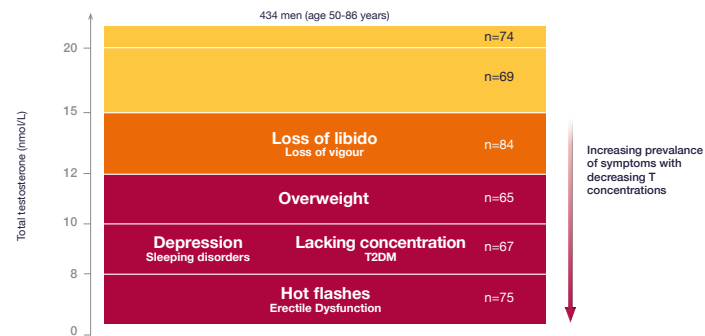 434 men (age 50-86 years)
Total testosterone (nmol/L)
20
n=74
n=69
15
Loss of libido
Loss of vigour
n=84
12
Overweight
n=65
10
Depression
Sleeping disorders
Lacking concentration
T2DM
n=67
8
Hot flashes
Erectile Dysfunction
n=75
0
Increasing prevalance
of symptoms with
decreasing T
concentrations